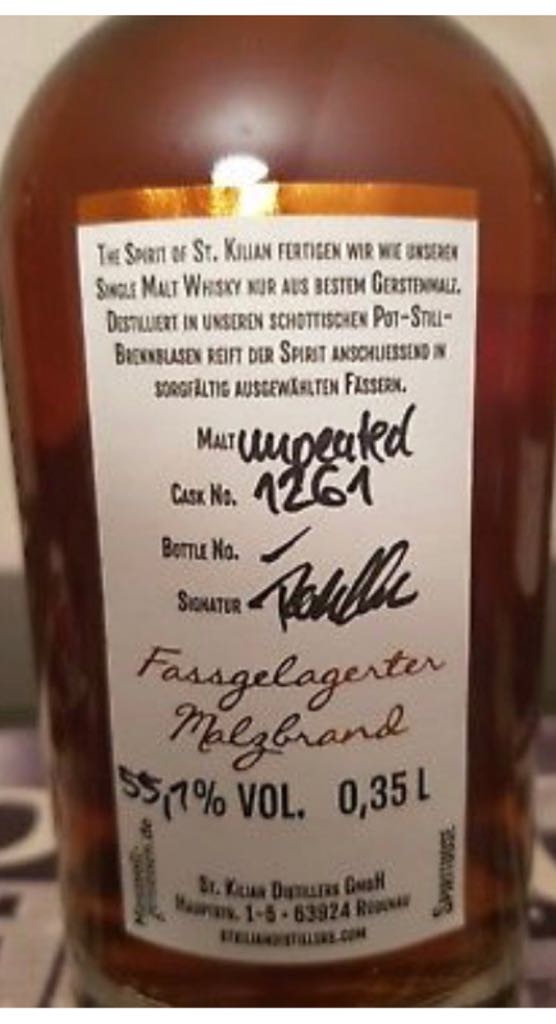 The Spirit of St. Kilian fertigen wir wie unseren
Single Malt Whisky nur aus bestem Gerstenmalz.
Destilliert in unseren schottischen Pot-Still-
Brennblasen reift der Spirit anschliessend in
sorgfältig ausgewählten Fässern.
Malt unpeated
Cask No. 1261
Bottle No.
Signatur
Fassgelagerter
Malzbrand
55,1% VOL. 0,35 L
St. Kilian Distillers GmbH
Hauptstr. 1-5 · 63924 Rüdenau
stkiliandistillers.com
Spirituose